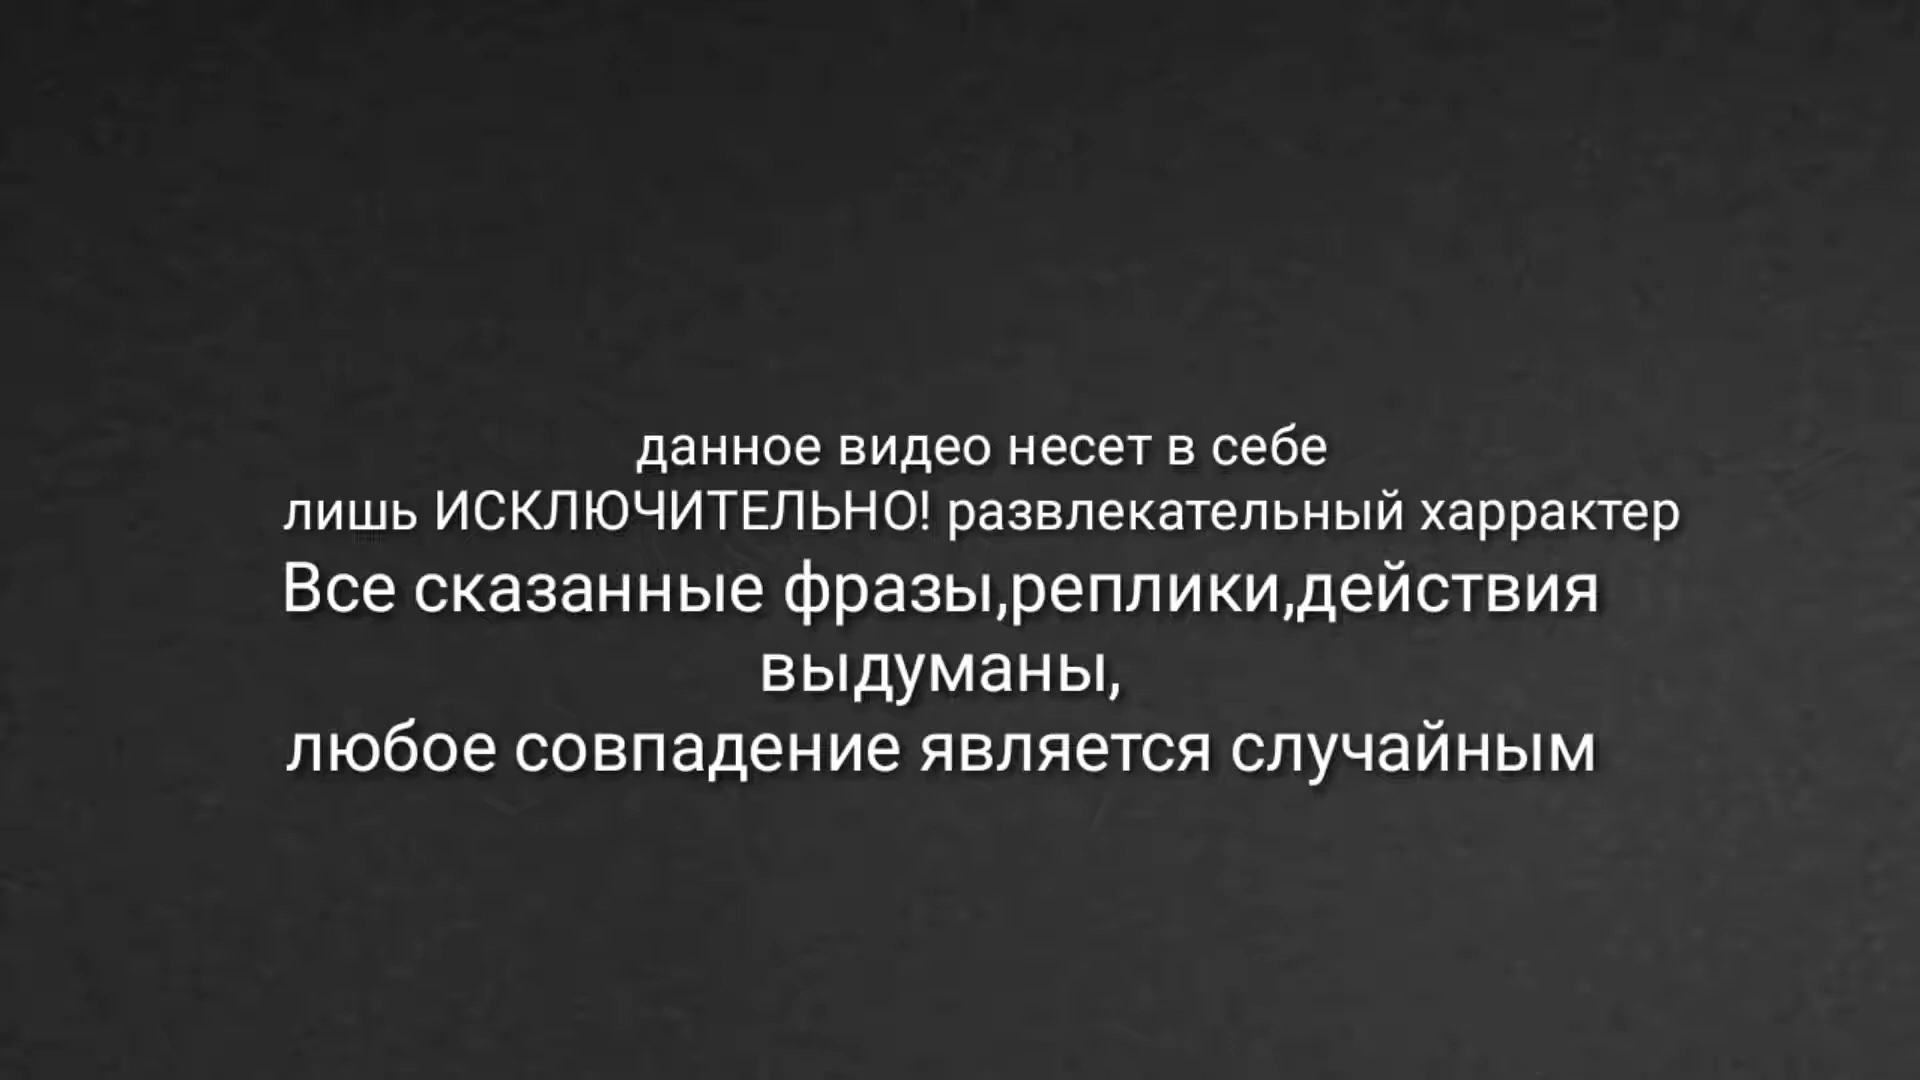 данное видео несет в себе
лишь ИСКЛЮЧИТЕЛЬНО! развлекательный харрактер
Все сказанные фразы,реплики,действия
выдуманы,
любое совпадение является случайным